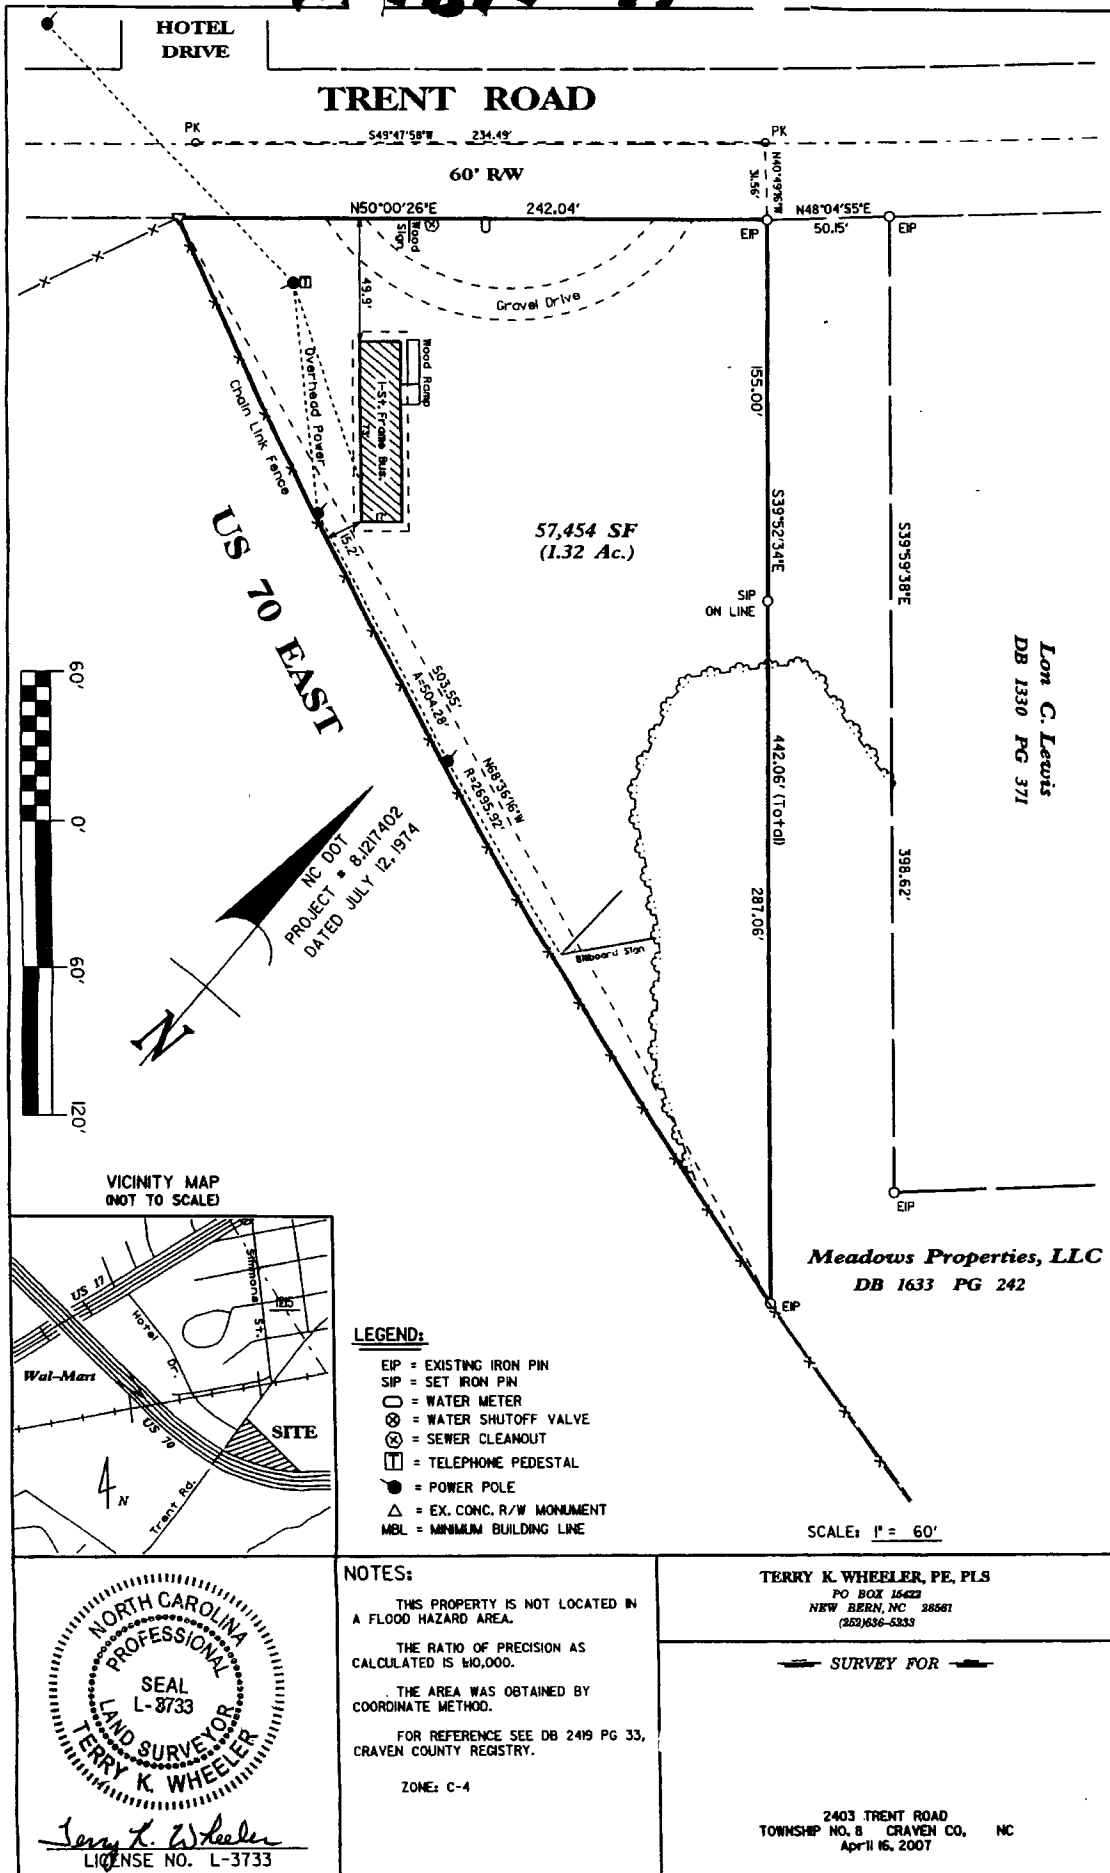 HOTEL
DRIVE
TRENT ROAD
PK
S49°47'58"W 234.49'
PK
60' R/W
N40°49'16"W
31.56'
N50°00'26"E 242.04'
N48°04'55"E
50.15'
EIP
EIP
Wood
Sign
49.9'
Gravel Drive
Wood Ramp
1-St. Frame Bus.
Overhead Power
Chain Link Fence
15.2'
155.00'
S39°52'34"E
S39°59'38"E
57,454 SF
(1.32 Ac.)
SIP
ON LINE
US 70 EAST
Lon C. Lewis
DB 1330 PG 371
503.55'
A=504.28'
N68°36'16"W
R=2695.92'
442.06' (Total)
287.06'
398.62'
60'
0'
60'
120'
NC DOT
PROJECT # 8.1217402
DATED JULY 12, 1974
N
Billboard Sign
EIP
Meadows Properties, LLC
DB 1633 PG 242
EIP
VICINITY MAP
(NOT TO SCALE)
US 17
Simmons St.
1215
Hotel Dr.
Wal-Mart
US 70
SITE
N
Trent Rd.
LEGEND:
EIP = EXISTING IRON PIN
SIP = SET IRON PIN
= WATER METER
= WATER SHUTOFF VALVE
= SEWER CLEANOUT
T = TELEPHONE PEDESTAL
= POWER POLE
= EX. CONC. R/W MONUMENT
MBL = MINIMUM BUILDING LINE
SCALE: 1" = 60'
NORTH CAROLINA
PROFESSIONAL
SEAL
L-3733
LAND SURVEYOR
TERRY K. WHEELER
Terry K. Wheeler
LICENSE NO. L-3733
NOTES:
THIS PROPERTY IS NOT LOCATED IN
A FLOOD HAZARD AREA.
THE RATIO OF PRECISION AS
CALCULATED IS 1:10,000.
THE AREA WAS OBTAINED BY
COORDINATE METHOD.
FOR REFERENCE SEE DB 2419 PG 33,
CRAVEN COUNTY REGISTRY.
ZONE: C-4
TERRY K. WHEELER, PE, PLS
PO BOX 15422
NEW BERN, NC 28561
(252)636-5233
SURVEY FOR
2403 TRENT ROAD
TOWNSHIP NO. 8 CRAVEN CO, NC
April 16, 2007